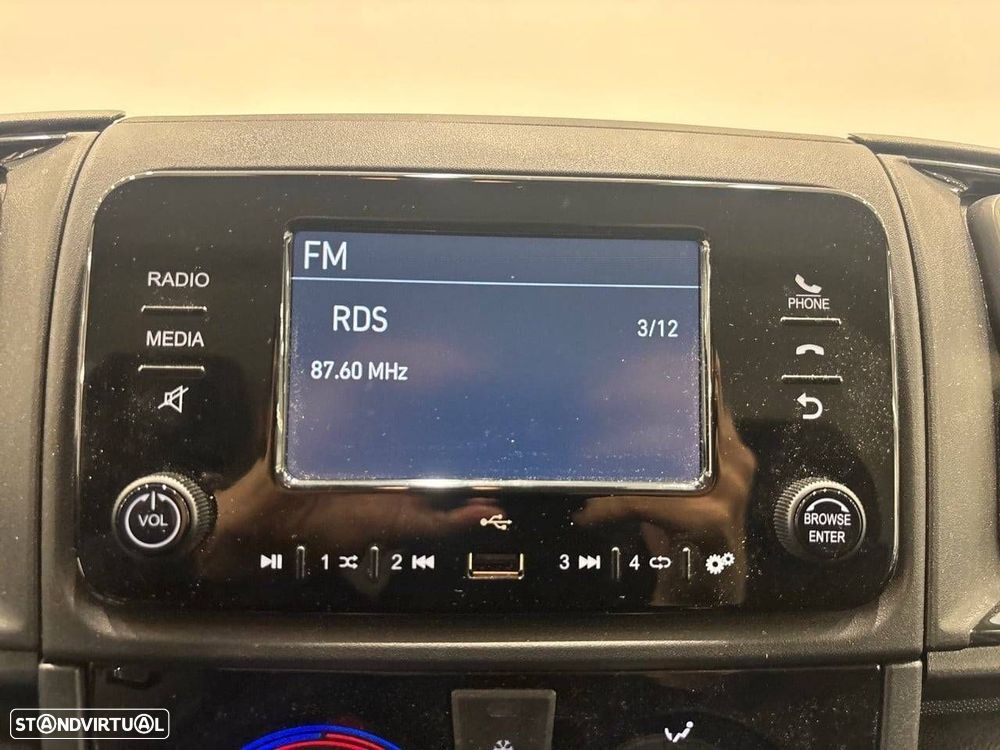 FM
RADIO
RDS
3/12
PHONE
MEDIA
87.60 MHz
VOL
BROWSE
ENTER
1
2
3
4
STANDVIRTUAL